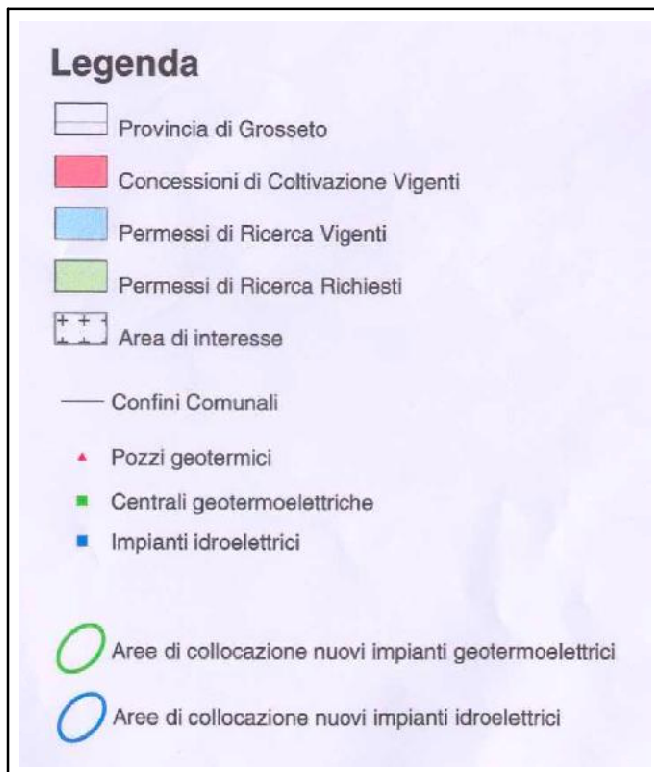 Legenda
Provincia di Grosseto
Concessioni di Coltivazione Vigenti
Permessi di Ricerca Vigenti
Permessi di Ricerca Richiesti
Area di interesse
Confini Comunali
Pozzi geotermici
Centrali geotermoelettriche
Impianti idroelettrici
Aree di collocazione nuovi impianti geotermoelettrici
Aree di collocazione nuovi impianti idroelettrici